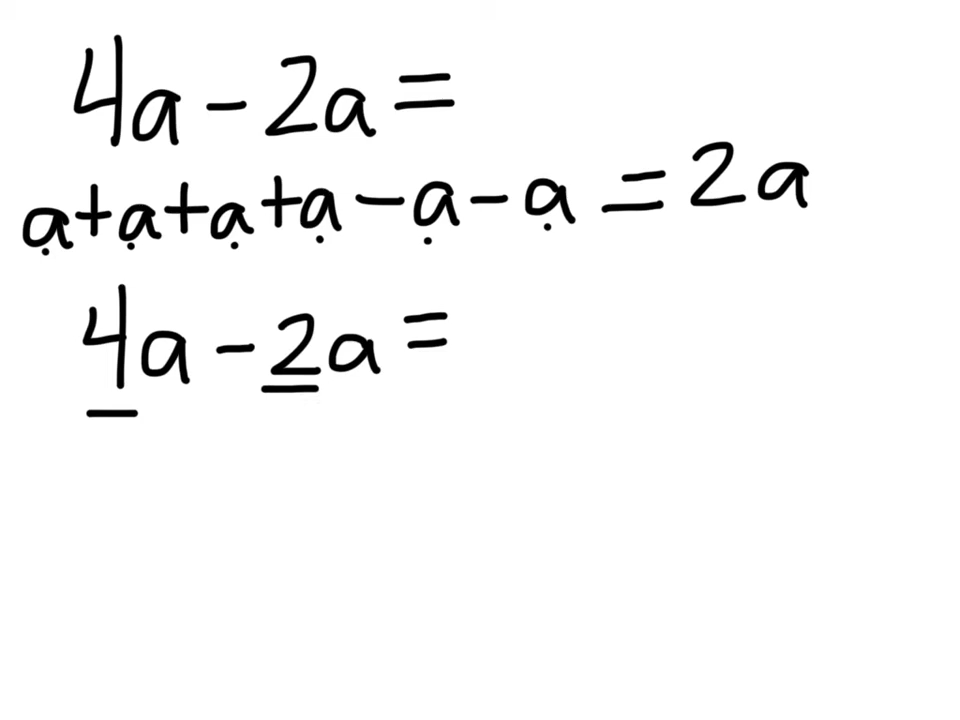 4a - 2a =
a + a + a + a - a - a = 2a
4a - 2a =